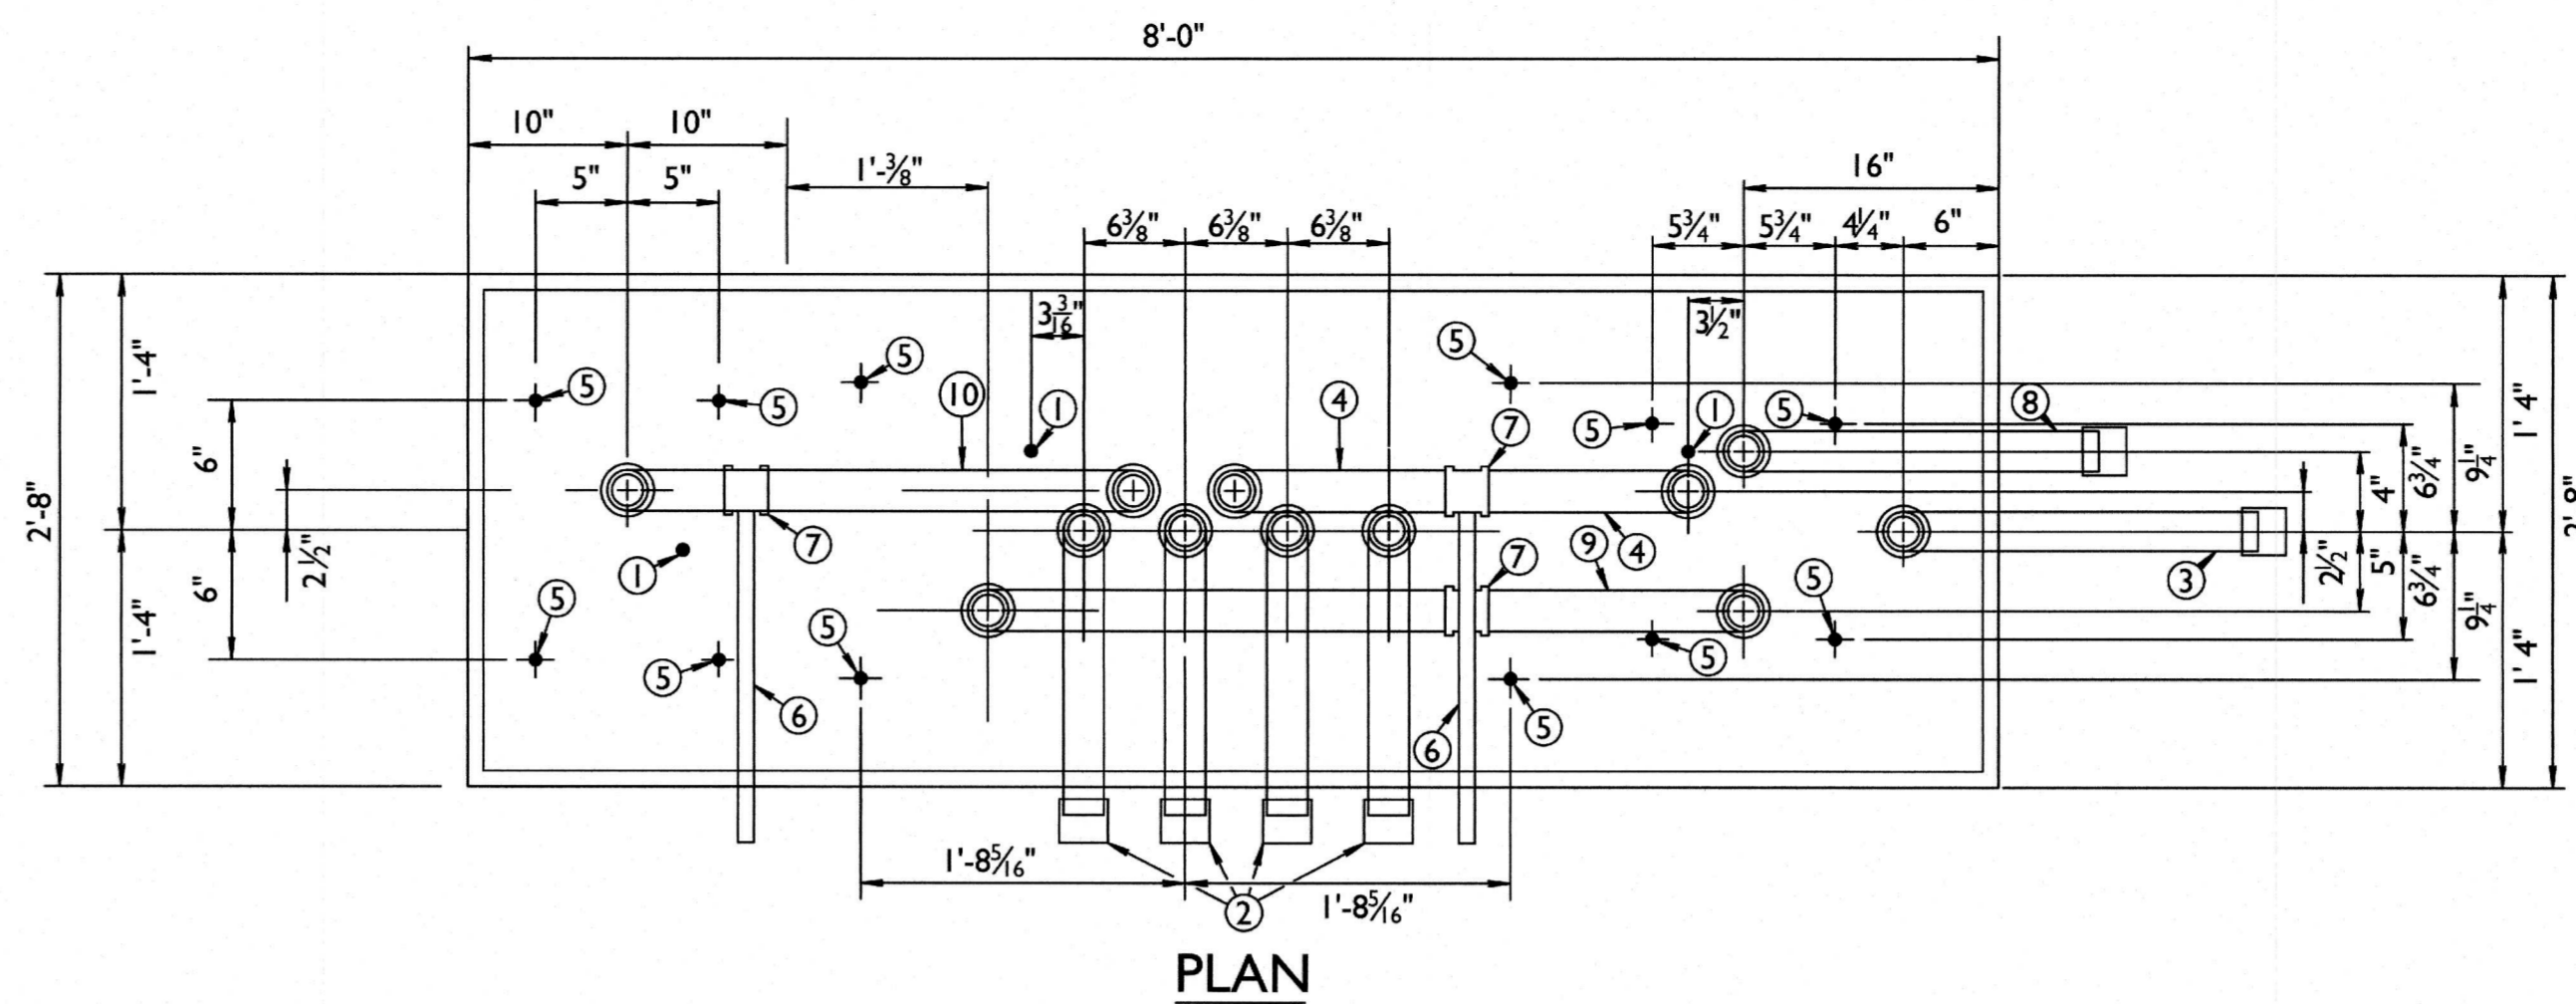 8'-0"
10" 10"
5" 5" 1'-3/8" 16"
6 3/8" 6 3/8" 6 3/8" 5 3/4" 5 3/4" 4 1/4" 6"
3 3/16" 3 1/2"
5 5 5 5
10 1 4 7 5 1 5 8
1'-4" 6" 2'-8" 2 1/2" 6" 1'-4"
1' 4" 9 1/4" 6 3/4" 4" 2'-8"
2 1/2" 5" 6 3/4" 9 1/4" 1' 4"
1 7 7 9 4 3
5 5 5 5 5
6 6 5
1'-8 5/16" 2 1'-8 5/16"
PLAN